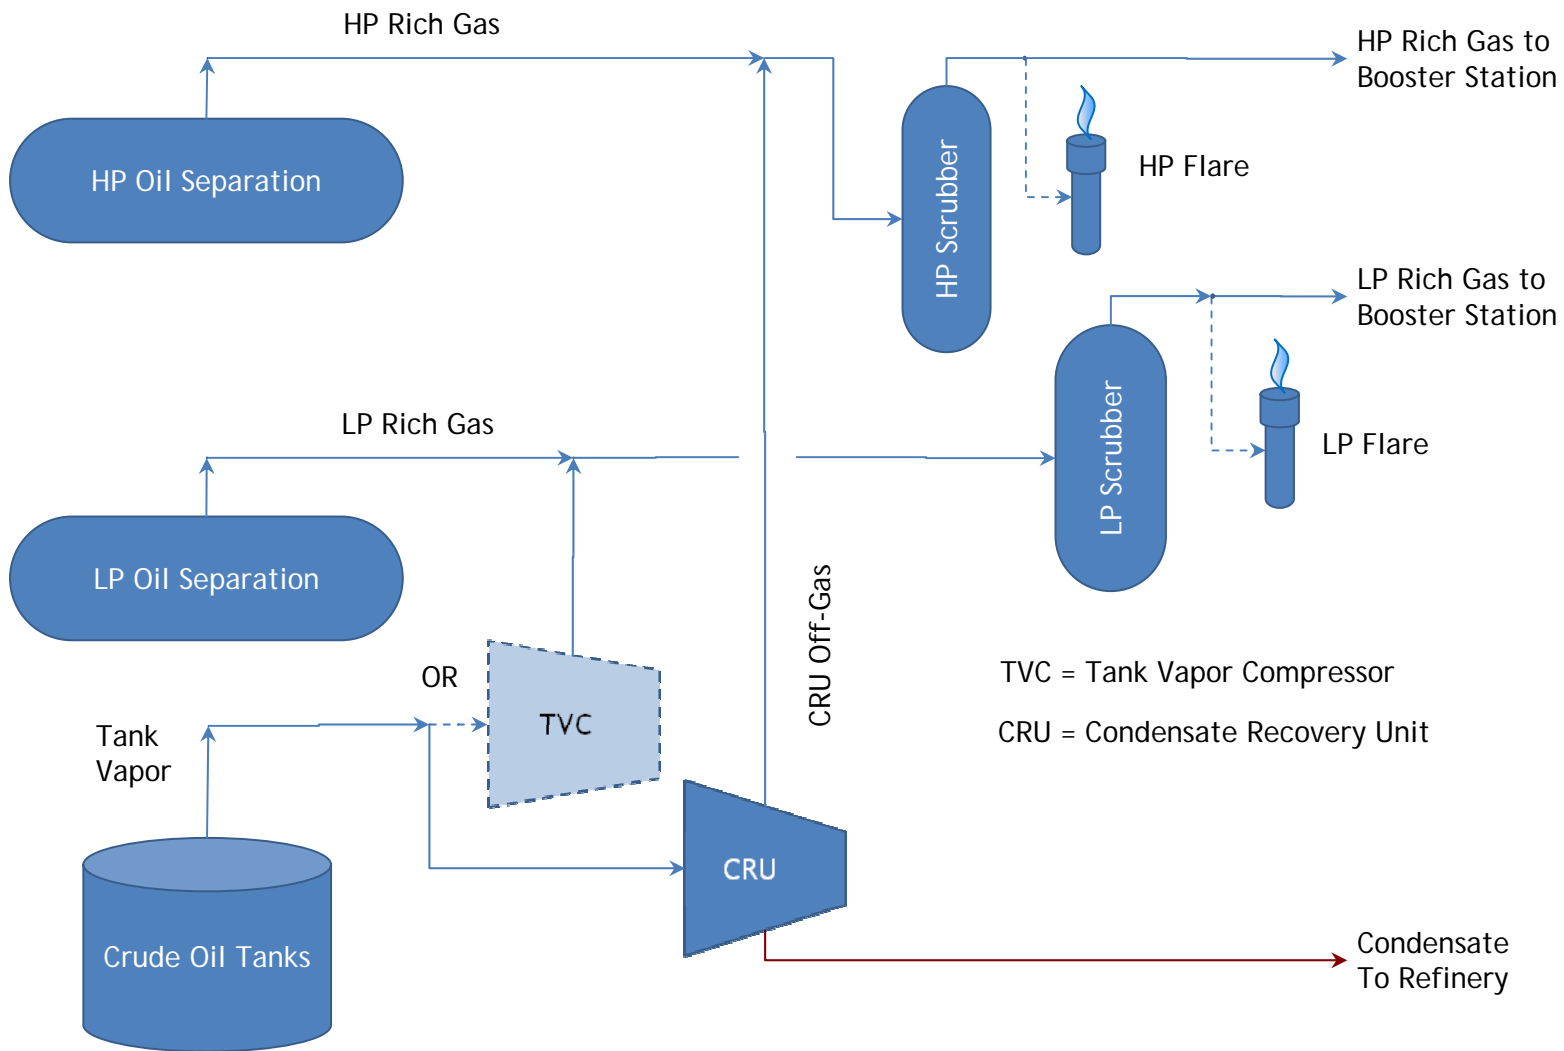 HP Rich Gas
HP Rich Gas to
Booster Station
HP Oil Separation
HP Scrubber
HP Flare
LP Rich Gas to
Booster Station
LP Rich Gas
LP Scrubber
LP Flare
LP Oil Separation
CRU Off-Gas
OR
TVC
Tank
Vapor
TVC = Tank Vapor Compressor
CRU = Condensate Recovery Unit
CRU
Crude Oil Tanks
Condensate
To Refinery